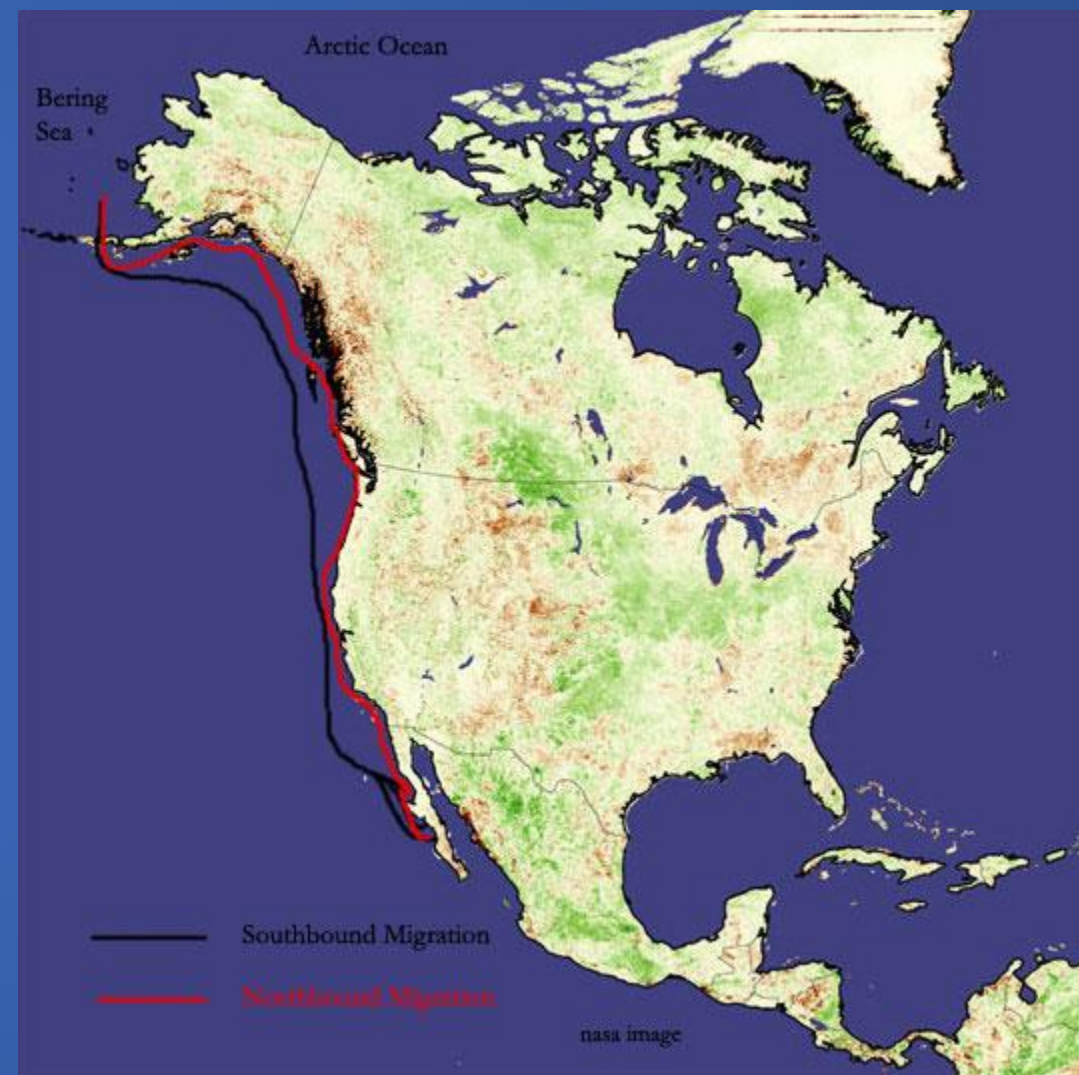 Arctic Ocean
Bering
Sea
Southbound Migration
Northbound Migration
nasa image